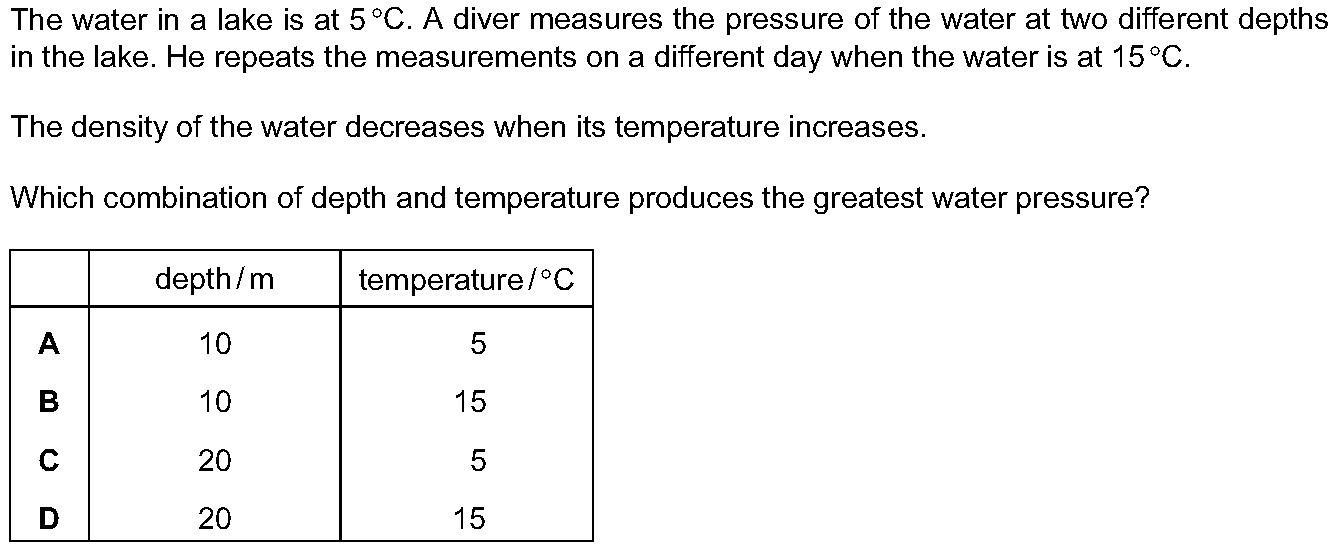 The water in a lake is at 5 °C. A diver measures the pressure of the water at two different depths
in the lake. He repeats the measurements on a different day when the water is at 15 °C.
The density of the water decreases when its temperature increases.
Which combination of depth and temperature produces the greatest water pressure?
depth / m temperature / °C
A 10 5
B 10 15
C 20 5
D 20 15